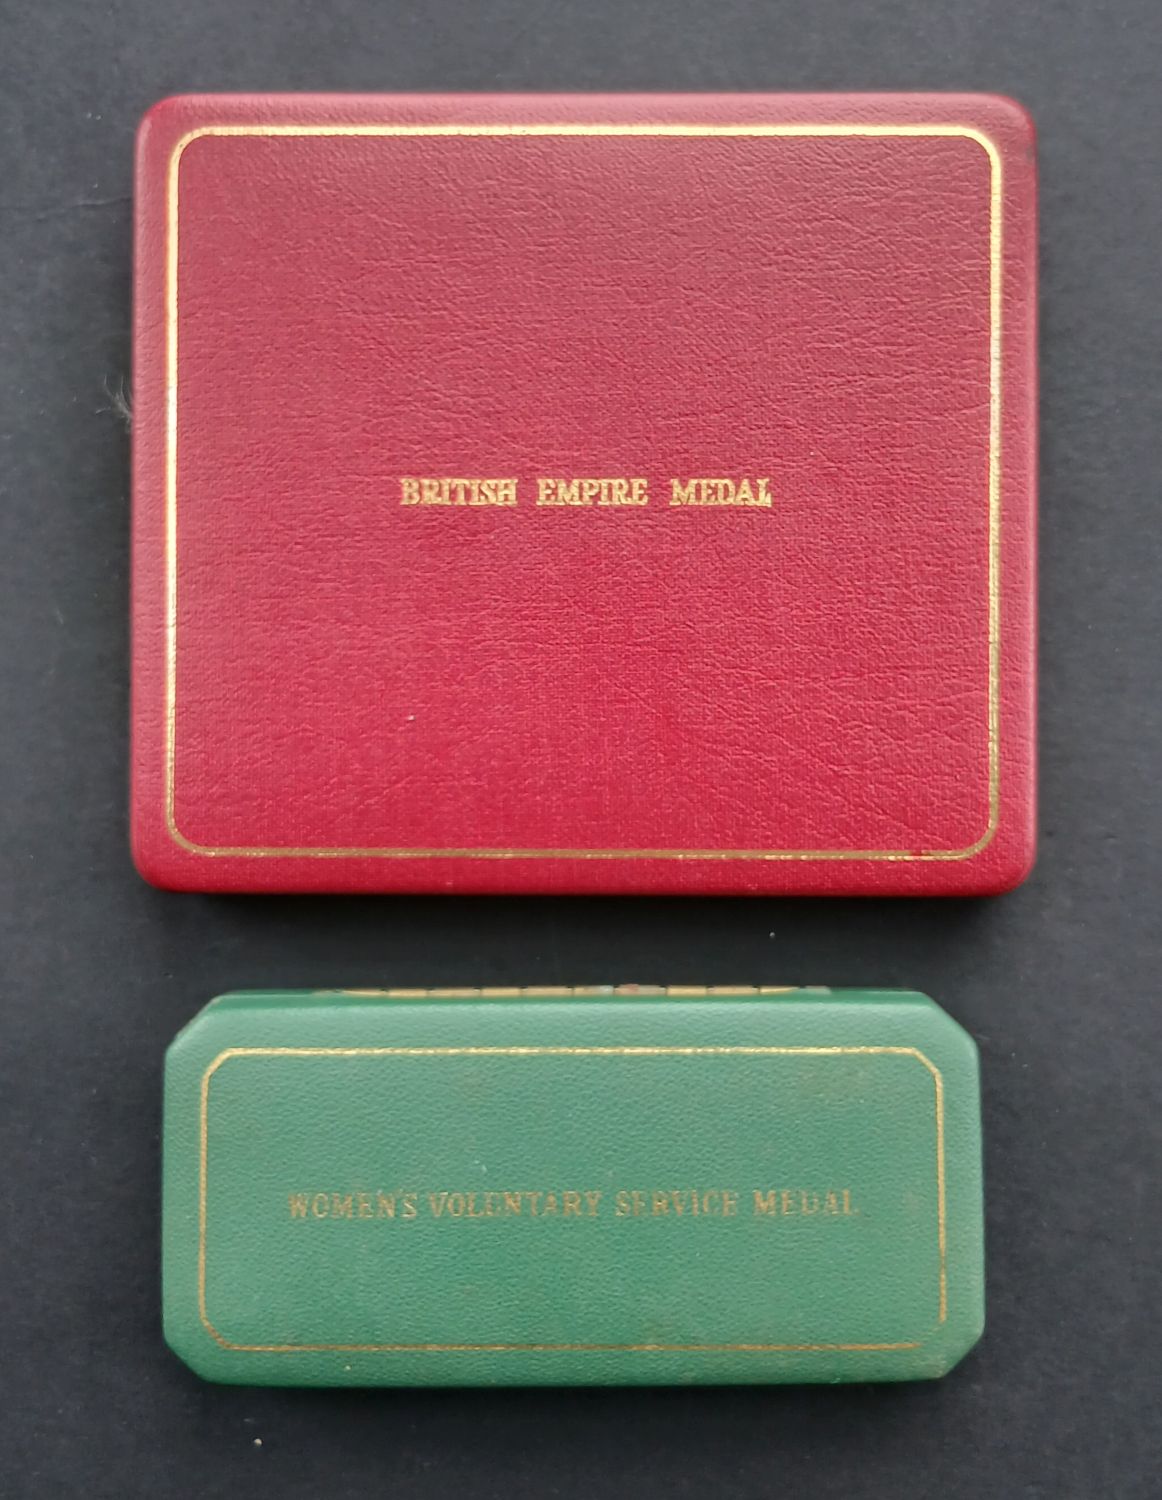 BRITISH EMPIRE MEDAL
WOMEN'S VOLUNTARY SERVICE MEDAL